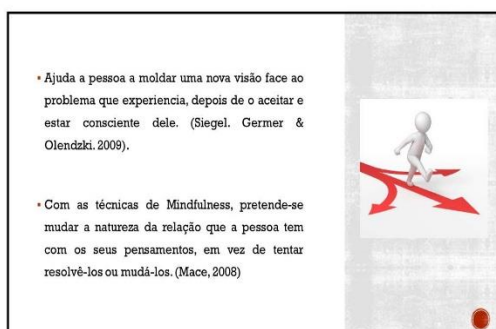 ▪ Ajuda a pessoa a moldar uma nova visão face ao
problema que experiencia, depois de o aceitar e
estar consciente dele. (Siegel. Germer &
Olendzki. 2009).
▪ Com as técnicas de Mindfulness, pretende-se
mudar a natureza da relação que a pessoa tem
com os seus pensamentos, em vez de tentar
resolvê-los ou mudá-los. (Mace, 2008)